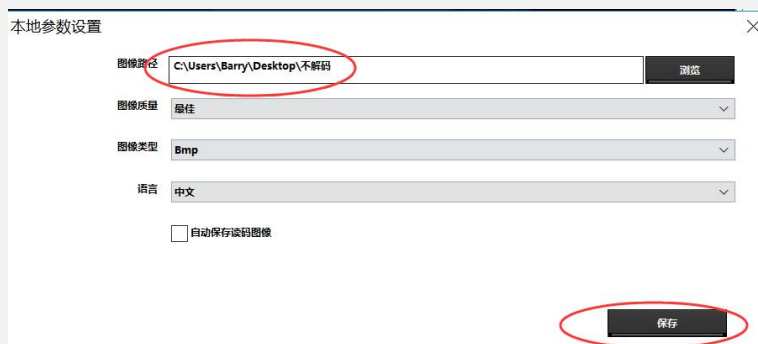 本地参数设置
图像路径 C:\Users\Barry\Desktop\不解码 浏览
图像质量 最佳
图像类型 Bmp
语言 中文
自动保存读码图像
保存